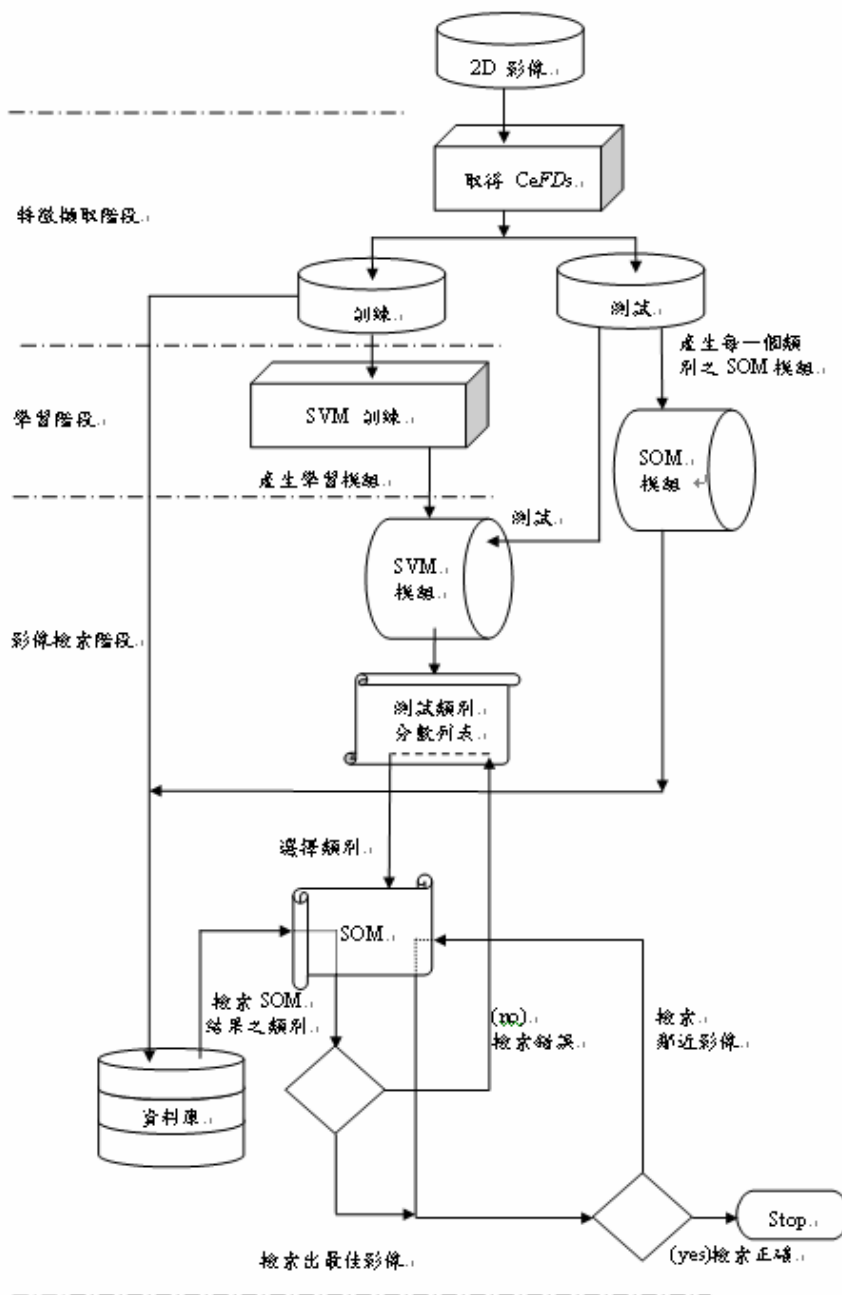 2D 影像
取得 CeFDs
特徵擷取階段
訓練
測試
產生每一個類
別之 SOM 模組
學習階段
SVM 訓練
產生學習模組
SOM
模組
測試
SVM
模組
影像檢索階段
測試類別
分數列表
選擇類別
SOM
檢索 SOM
結果之類別
(no)
檢索錯誤
檢索
鄰近影像
資料庫
Stop
檢索出最佳影像
(yes)檢索正確